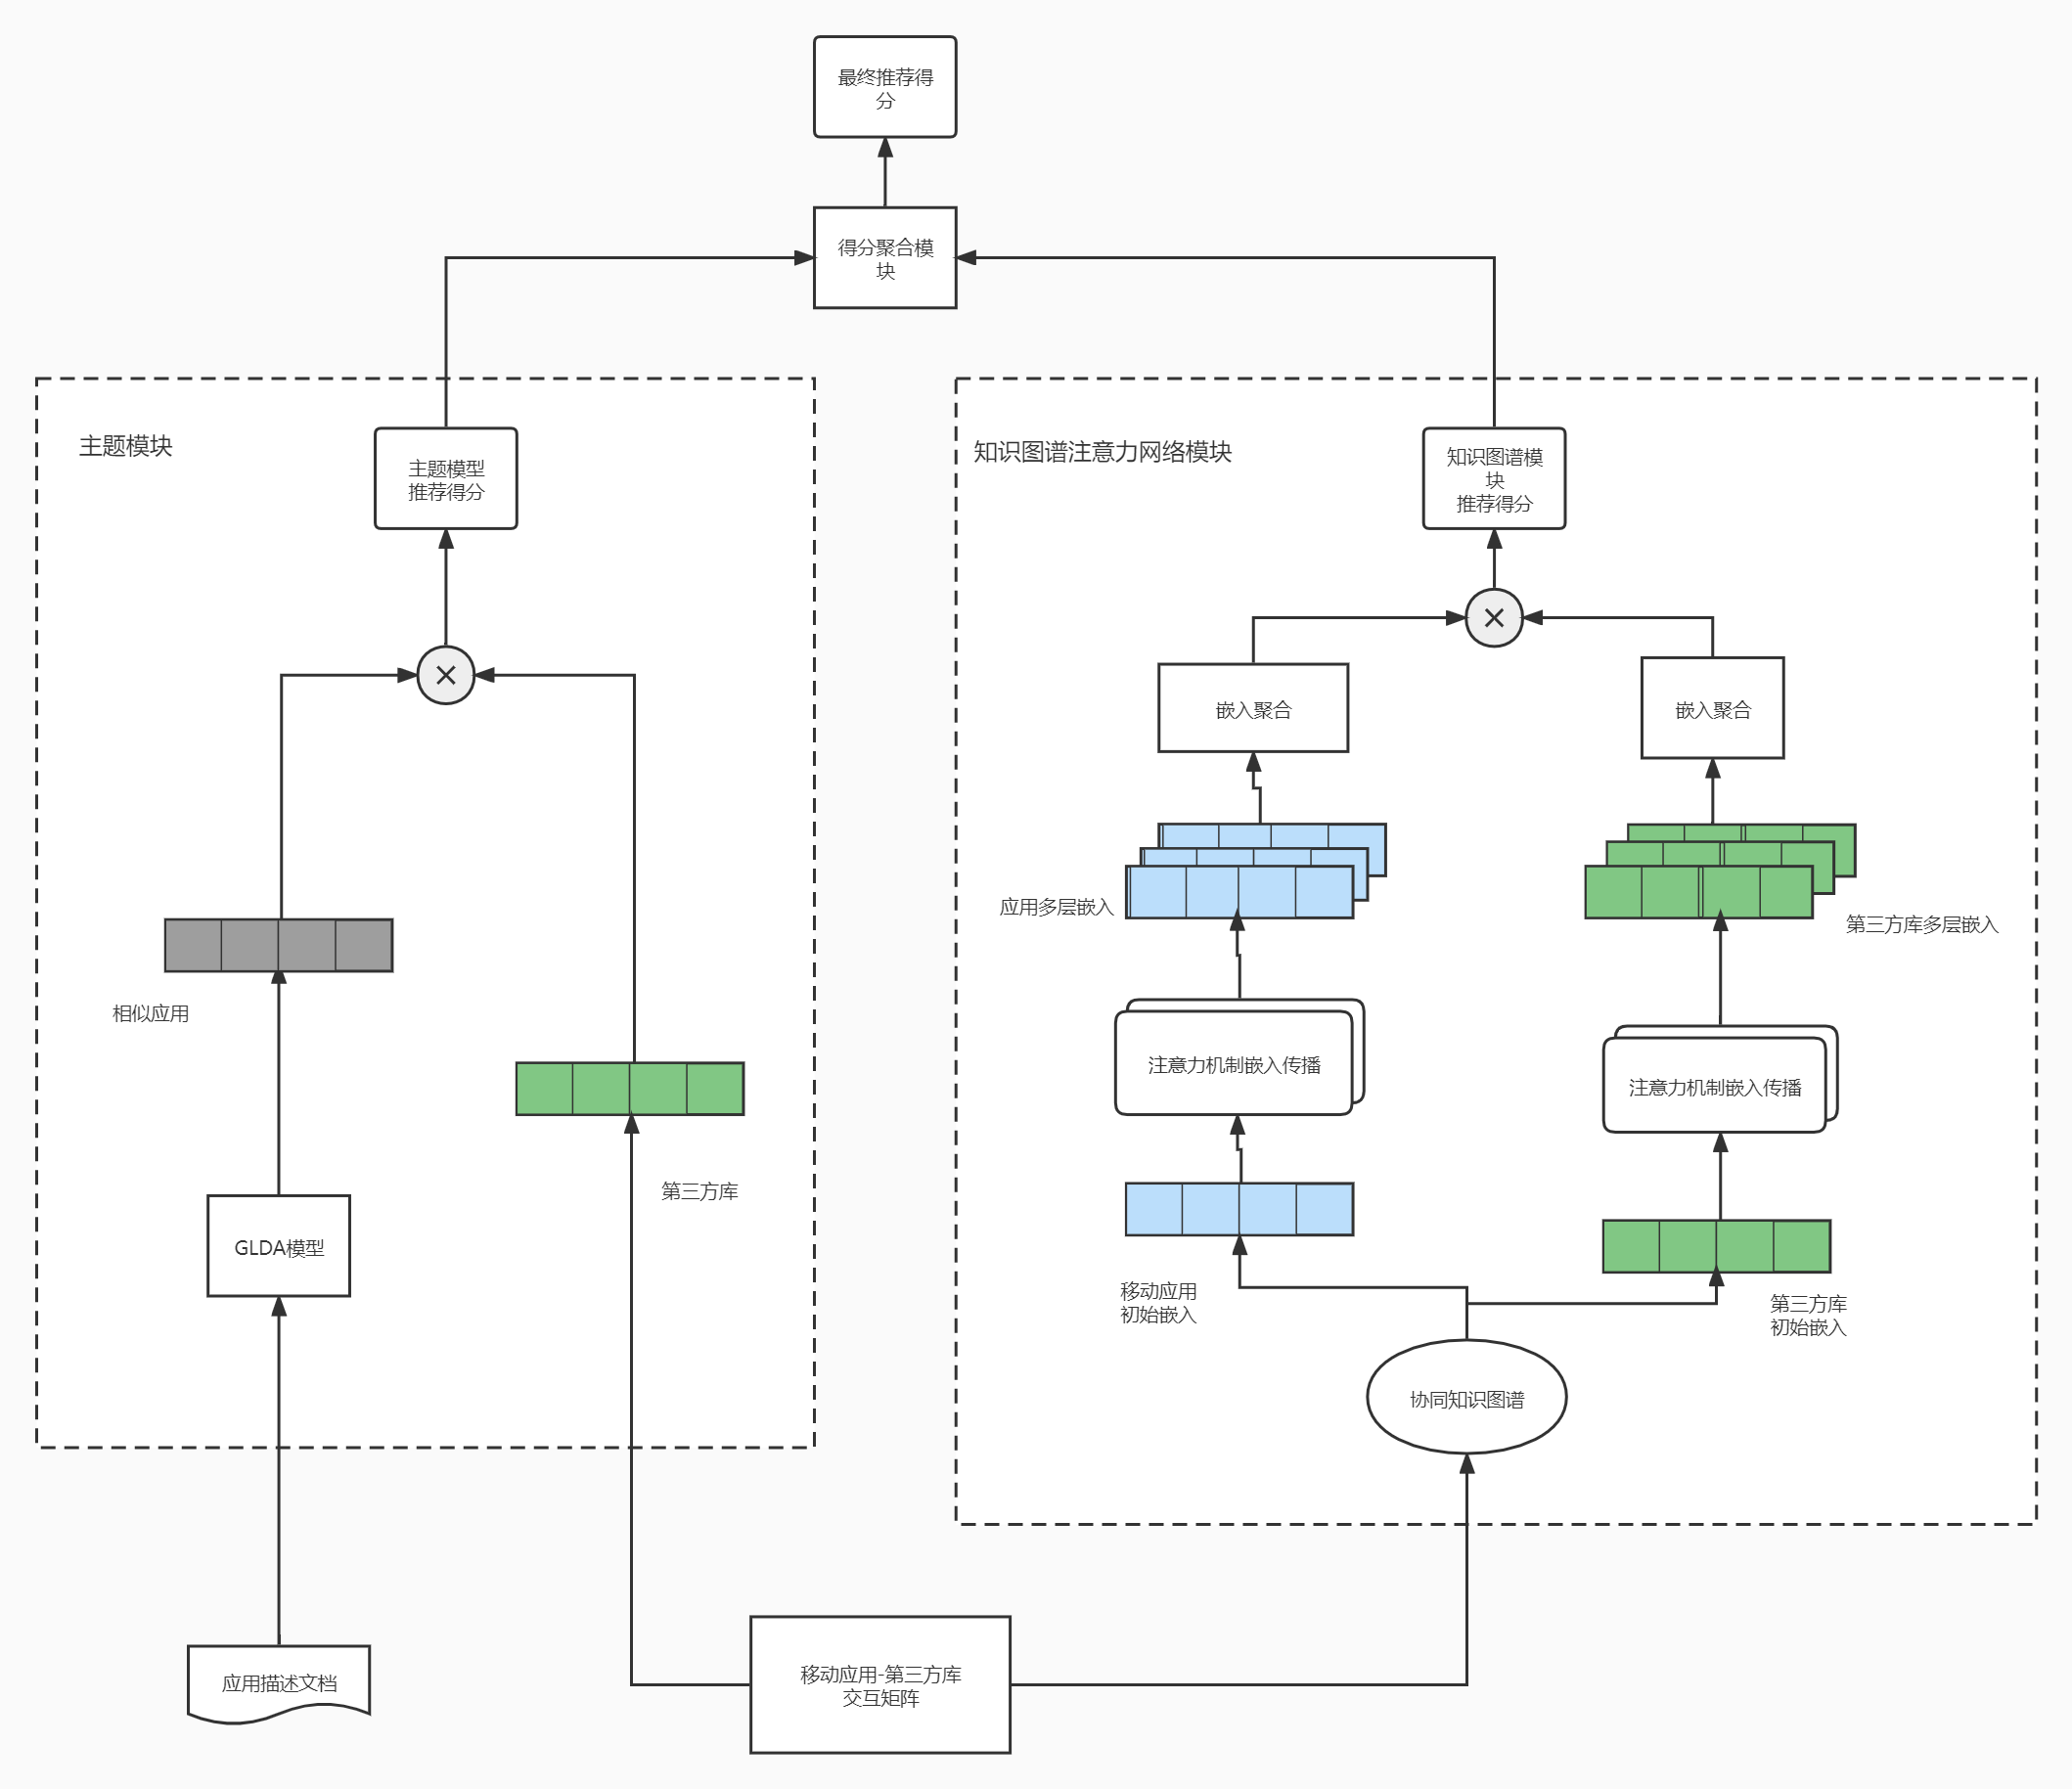 最终推荐得
分
得分聚合模
块
主题模块
主题模型
推荐得分
知识图谱注意力网络模块
知识图谱模
块
推荐得分
嵌入聚合
嵌入聚合
应用多层嵌入
第三方库多层嵌入
相似应用
注意力机制嵌入传播
注意力机制嵌入传播
第三方库
GLDA模型
移动应用
初始嵌入
第三方库
初始嵌入
协同知识图谱
应用描述文档
移动应用-第三方库
交互矩阵